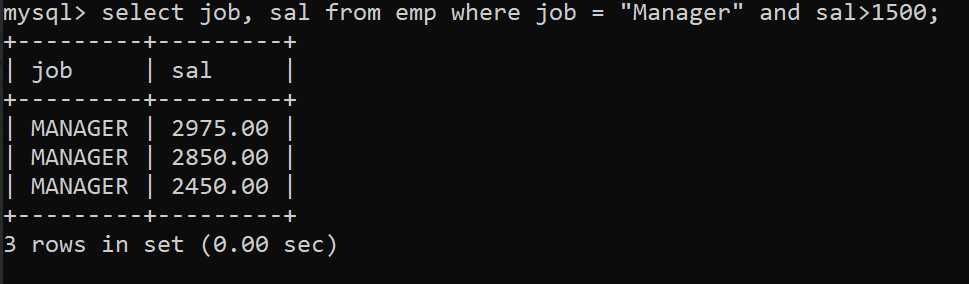 mysql> select job, sal from emp where job = "Manager" and sal>1500;
+---------+---------+
| job     | sal     |
+---------+---------+
| MANAGER | 2975.00 |
| MANAGER | 2850.00 |
| MANAGER | 2450.00 |
+---------+---------+
3 rows in set (0.00 sec)